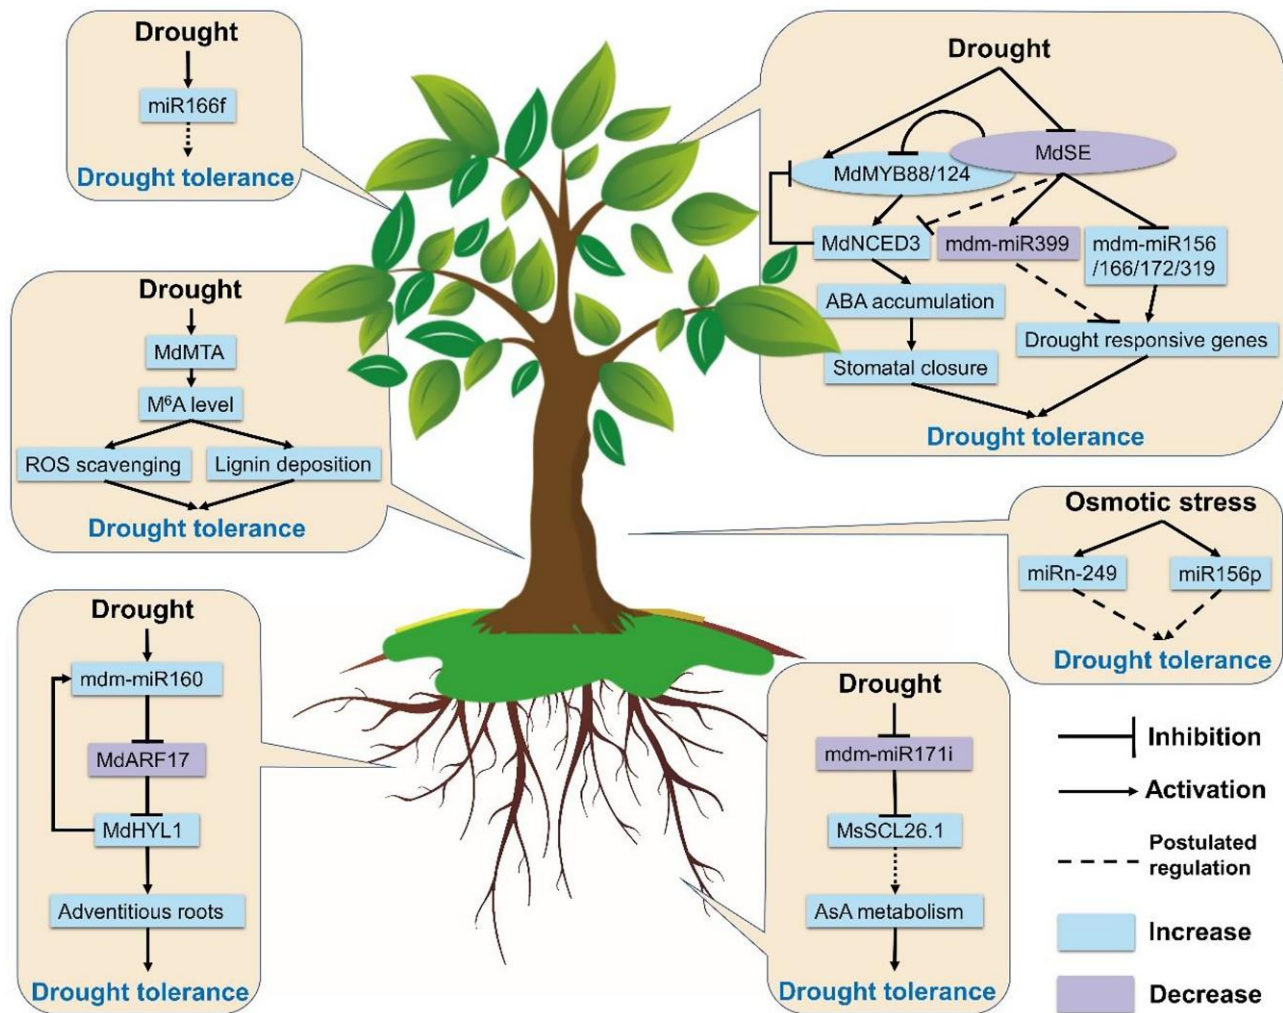 Drought
miR166f
Drought tolerance
Drought
MdSE
MdMYB88/124
MdNCED3
mdm-miR399
mdm-miR156
/166/172/319
ABA accumulation
Drought responsive genes
Stomatal closure
Drought tolerance
Drought
MdMTA
M⁶A level
ROS scavenging
Lignin deposition
Drought tolerance
Osmotic stress
miRn-249
miR156p
Drought tolerance
Drought
mdm-miR160
MdARF17
MdHYL1
Adventitious roots
Drought tolerance
Drought
mdm-miR171i
MsSCL26.1
AsA metabolism
Drought tolerance
Inhibition
Activation
Postulated
regulation
Increase
Decrease